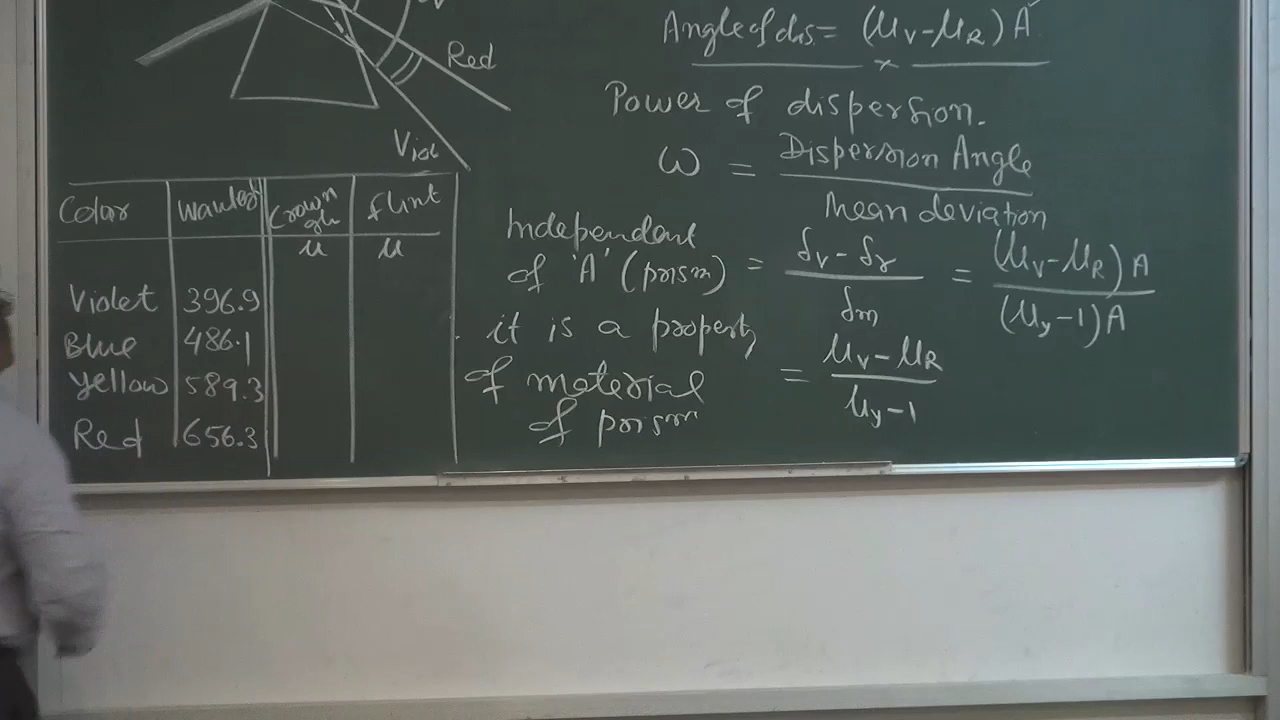 Red
Viol
Angle of dis = (μV - μR) A
×
Power of dispersion.
ω = Dispersion Angle
Mean deviation
Independent
of 'A' (prism) = δv - δr / δm = (μV - μR) A / (μy - 1) A
it is a property
of material
of prism
= μV - μR / μy - 1
Color Crown flint
μ μ
Violet 396.9
Blue 486.1
Yellow 589.3
Red 656.3